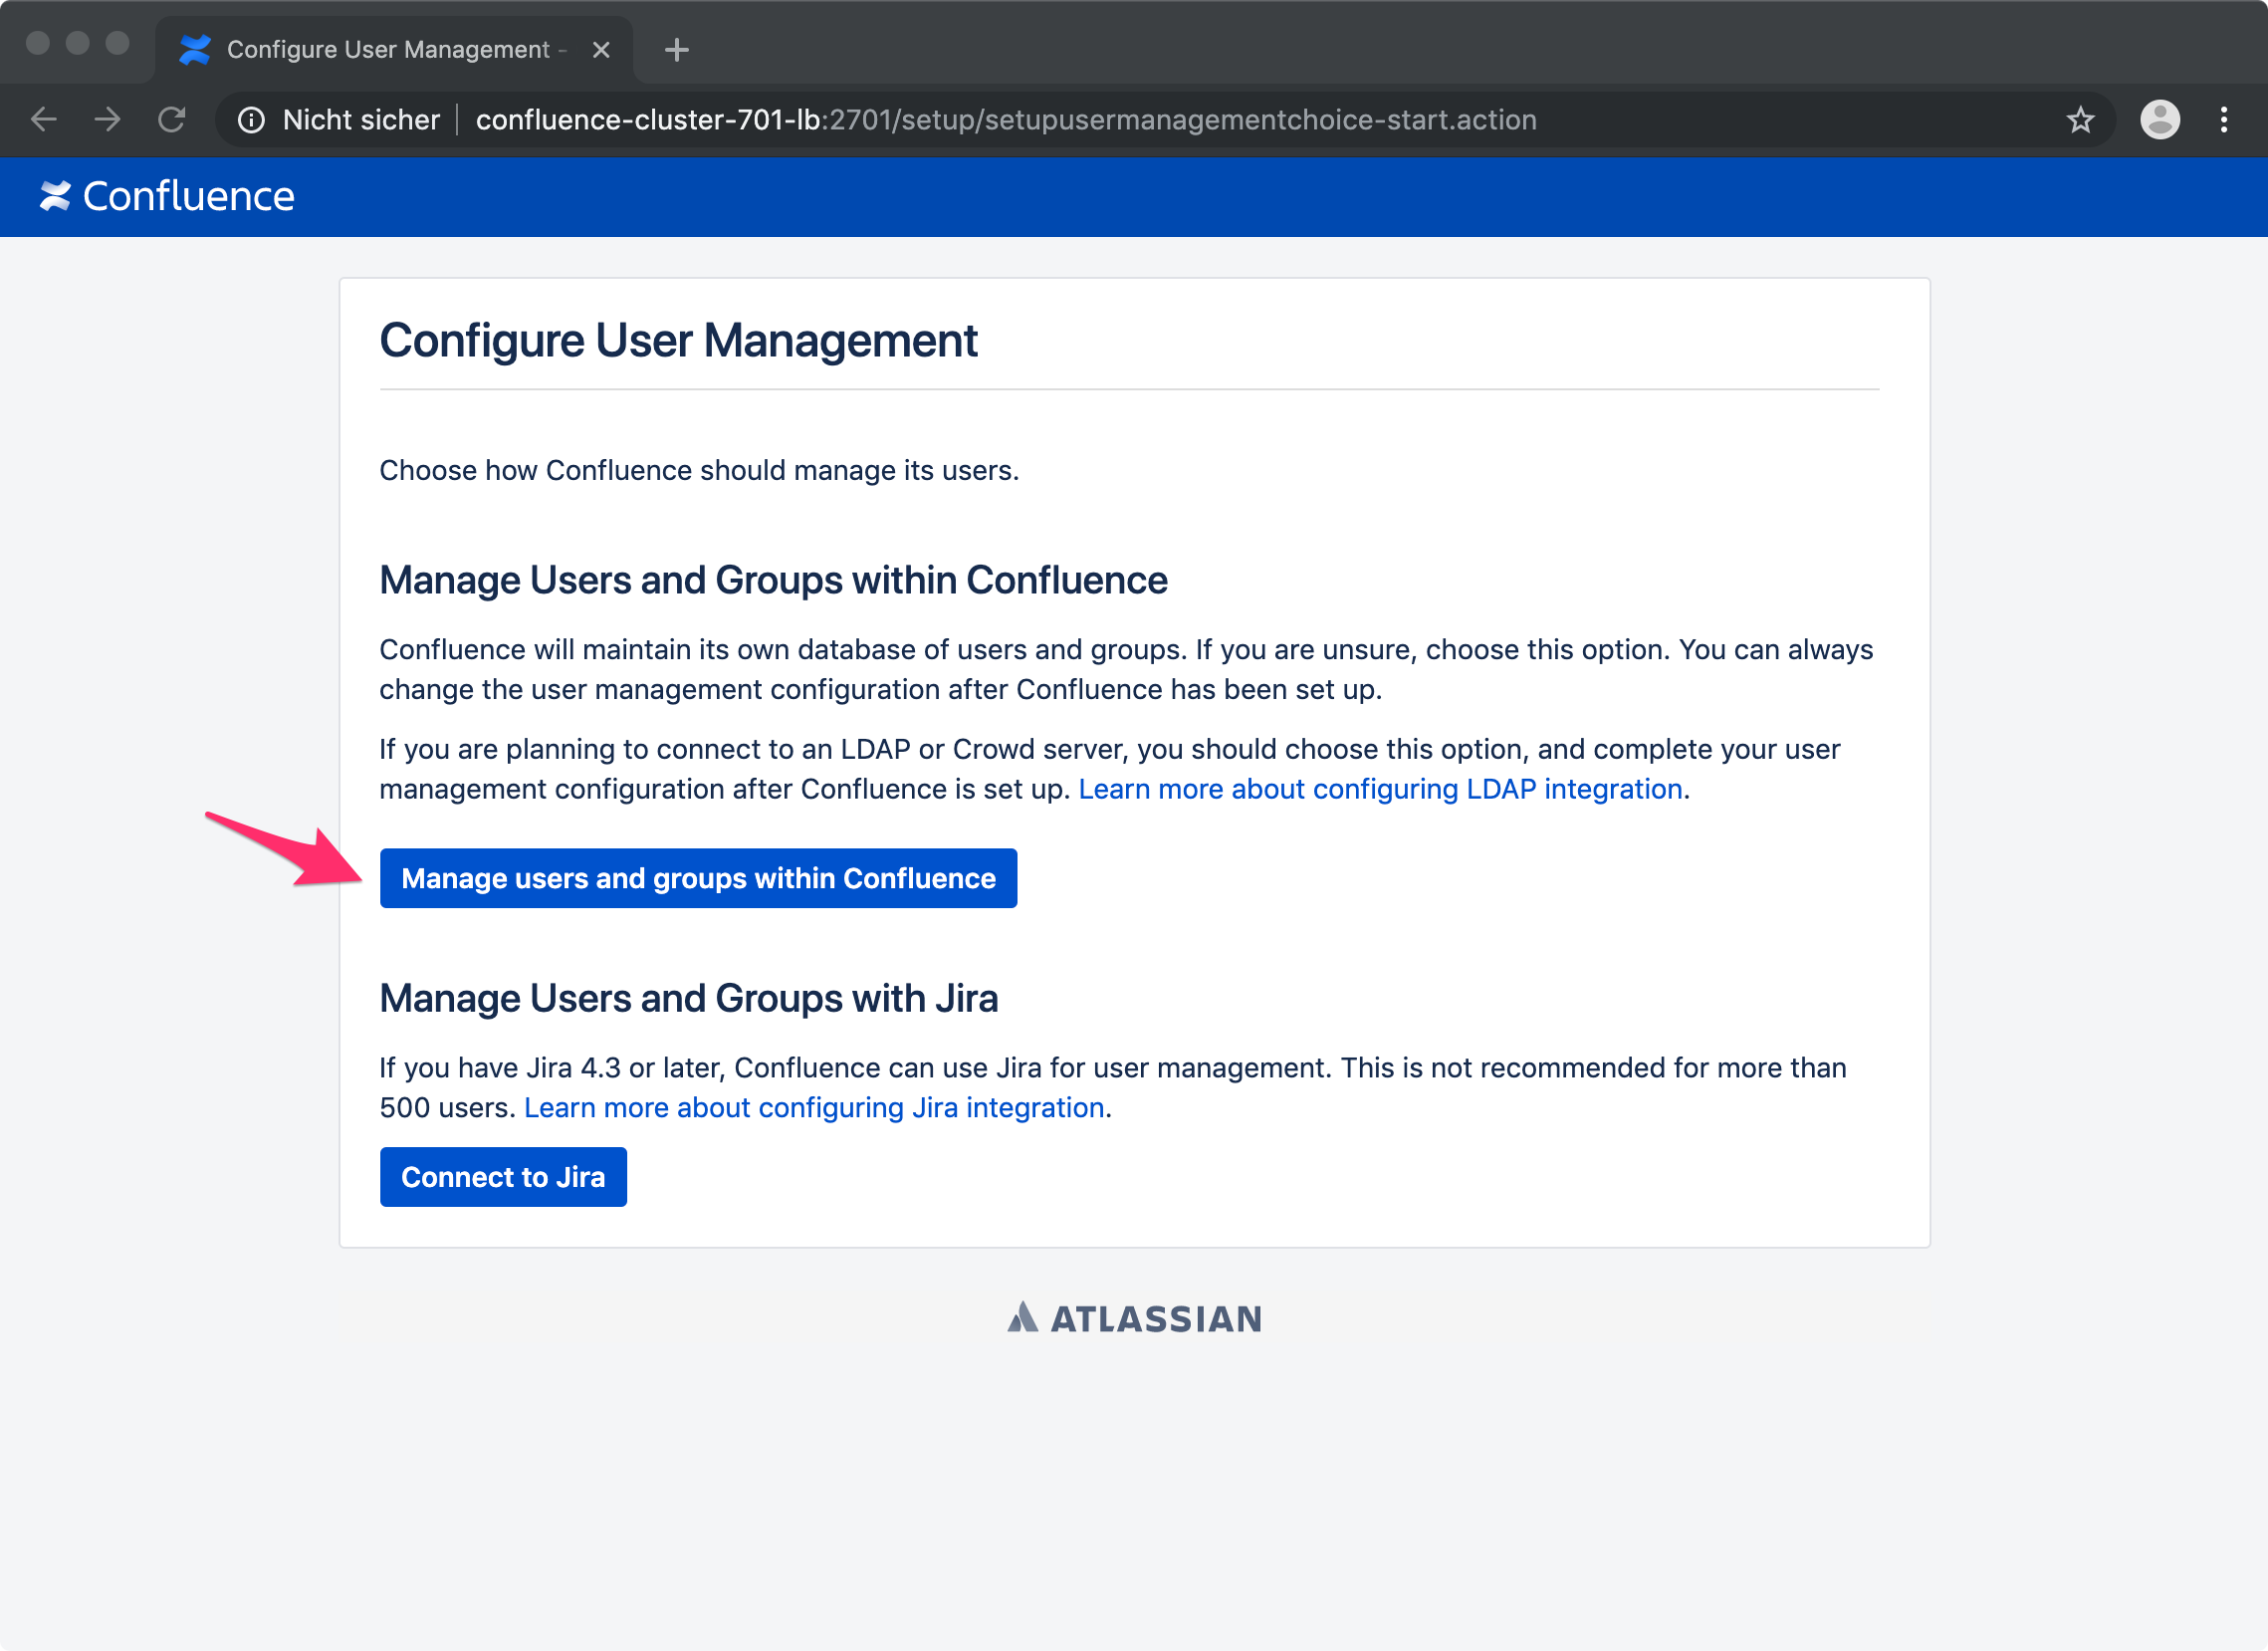 Configure User Management -
Nicht sicher
confluence-cluster-701-lb:2701/setup/setupusermanagementchoice-start.action
Confluence
Configure User Management
Choose how Confluence should manage its users.
Manage Users and Groups within Confluence
Confluence will maintain its own database of users and groups. If you are unsure, choose this option. You can always
change the user management configuration after Confluence has been set up.
If you are planning to connect to an LDAP or Crowd server, you should choose this option, and complete your user
management configuration after Confluence is set up. Learn more about configuring LDAP integration.
Manage users and groups within Confluence
Manage Users and Groups with Jira
If you have Jira 4.3 or later, Confluence can use Jira for user management. This is not recommended for more than
500 users. Learn more about configuring Jira integration.
Connect to Jira
ATLASSIAN